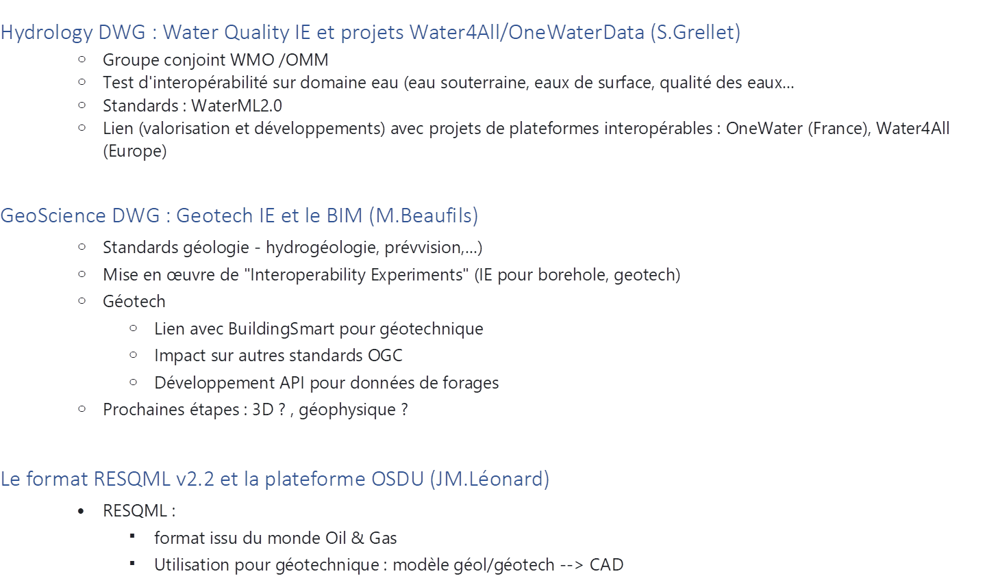 Hydrology DWG : Water Quality IE et projets Water4All/OneWaterData (S.Grellet)
○ Groupe conjoint WMO /OMM
○ Test d'interopérabilité sur domaine eau (eau souterraine, eaux de surface, qualité des eaux...
○ Standards : WaterML2.0
○ Lien (valorisation et développements) avec projets de plateformes interopérables : OneWater (France), Water4All
(Europe)
GeoScience DWG : Geotech IE et le BIM (M.Beaufils)
○ Standards géologie - hydrogéologie, prévvision,...)
○ Mise en œuvre de "Interoperability Experiments" (IE pour borehole, geotech)
○ Géotech
○ Lien avec BuildingSmart pour géotechnique
○ Impact sur autres standards OGC
○ Développement API pour données de forages
○ Prochaines étapes : 3D ? , géophysique ?
Le format RESQML v2.2 et la plateforme OSDU (JM.Léonard)
• RESQML :
▪ format issu du monde Oil & Gas
▪ Utilisation pour géotechnique : modèle géol/géotech --> CAD